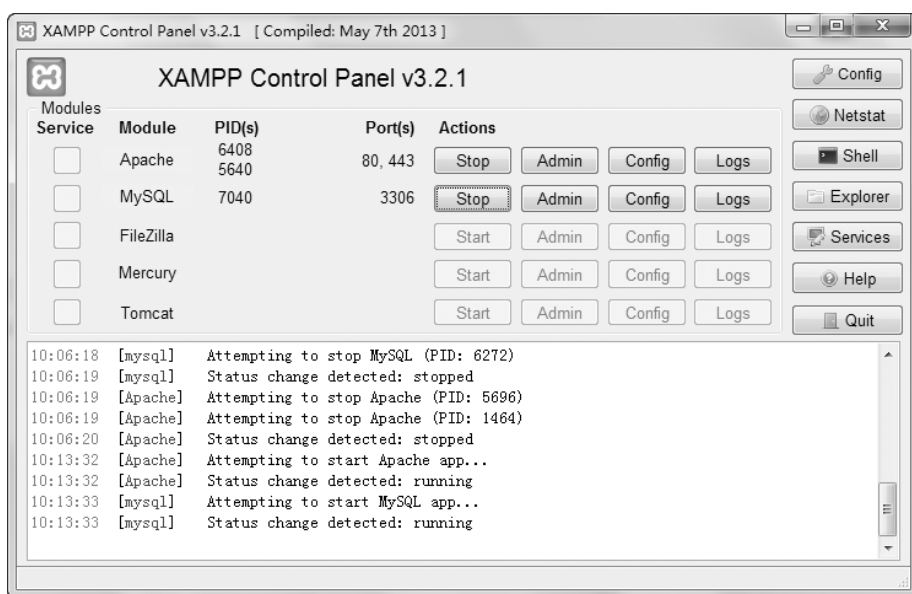 XAMPP Control Panel v3.2.1 [ Compiled: May 7th 2013 ]
XAMPP Control Panel v3.2.1
Config
Netstat
Shell
Explorer
Services
Help
Quit
Modules
Service Module PID(s) Port(s) Actions
Apache 6408 5640 80, 443 Stop Admin Config Logs
MySQL 7040 3306 Stop Admin Config Logs
FileZilla Start Admin Config Logs
Mercury Start Admin Config Logs
Tomcat Start Admin Config Logs
10:06:18 [mysql] Attempting to stop MySQL (PID: 6272)
10:06:19 [mysql] Status change detected: stopped
10:06:19 [Apache] Attempting to stop Apache (PID: 5696)
10:06:19 [Apache] Attempting to stop Apache (PID: 1464)
10:06:20 [Apache] Status change detected: stopped
10:13:32 [Apache] Attempting to start Apache app...
10:13:32 [Apache] Status change detected: running
10:13:33 [mysql] Attempting to start MySQL app...
10:13:33 [mysql] Status change detected: running